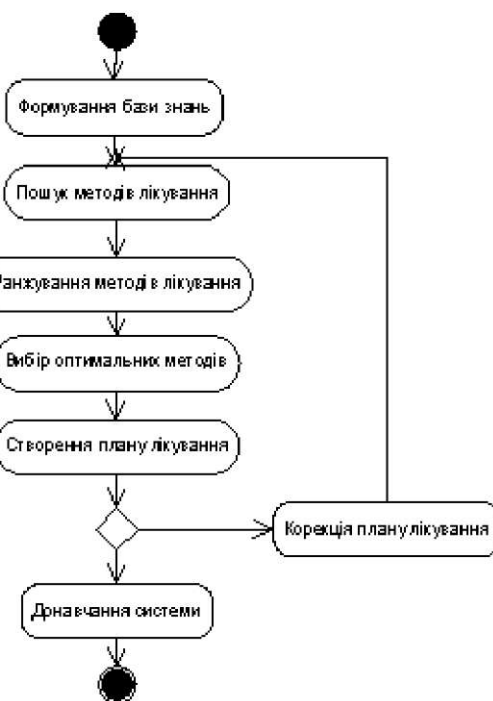 Формування бази знань
Пошук методів лікування
Ранжування методів лікування
Вибір оптимальних методів
Створення плану лікування
Корекція плану лікування
Донавчання системи